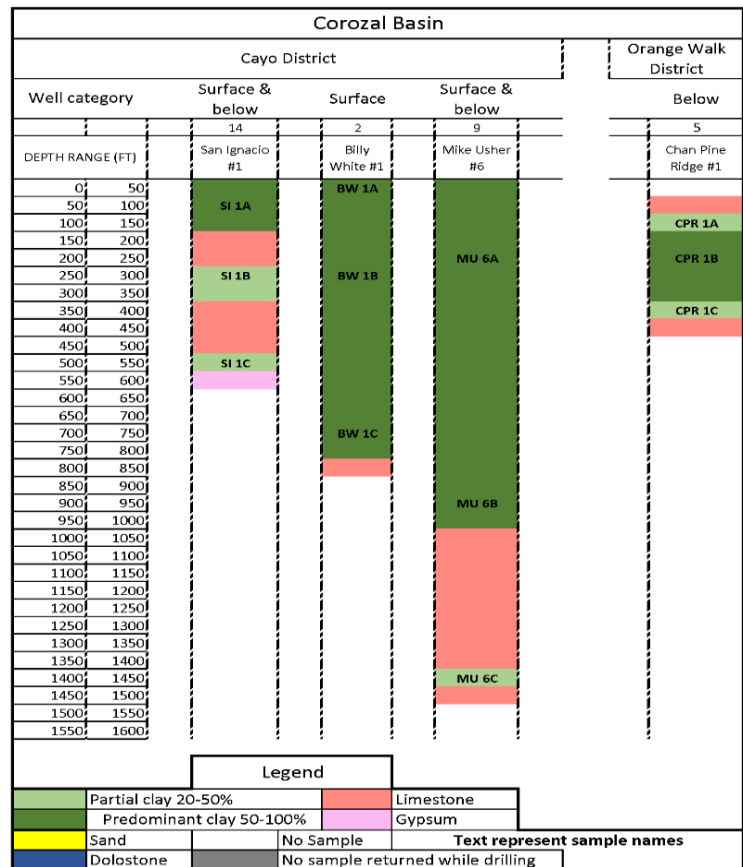 Corozal Basin
Cayo District
Orange Walk
District
Well category
Surface &
below
Surface
Surface &
below
Below
14 2 9 5
DEPTH RANGE (FT)
San Ignacio
#1
Billy
White #1
Mike Usher
#6
Chan Pine
Ridge #1
0 50 BW 1A
50 100 SI 1A
100 150 CPR 1A
150 200
200 250 MU 6A CPR 1B
250 300 SI 1B BW 1B
300 350
350 400 CPR 1C
400 450
450 500
500 550 SI 1C
550 600
600 650
650 700
700 750 BW 1C
750 800
800 850
850 900
900 950 MU 6B
950 1000
1000 1050
1050 1100
1100 1150
1150 1200
1200 1250
1250 1300
1300 1350
1350 1400
1400 1450 MU 6C
1450 1500
1500 1550
1550 1600
Legend
Partial clay 20-50% Limestone
Predominant clay 50-100% Gypsum
Sand No Sample Text represent sample names
Dolostone No sample returned while drilling